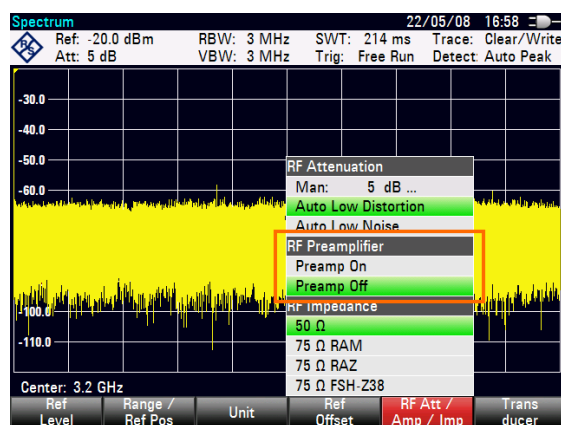 Spectrum 22/05/08 16:58
Ref: -20.0 dBm RBW: 3 MHz SWT: 214 ms Trace: Clear/Write
Att: 5 dB VBW: 3 MHz Trig: Free Run Detect: Auto Peak
-30.0
-40.0
-50.0
-60.0
-100.0
-110.0
RF Attenuation
Man: 5 dB ...
Auto Low Distortion
Auto Low Noise
RF Preamplifier
Preamp On
Preamp Off
RF Impedance
50 Ω
75 Ω RAM
75 Ω RAZ
75 Ω FSH-Z38
Center: 3.2 GHz
Ref Level
Range / Ref Pos
Unit
Ref Offset
RF Att / Amp / Imp
Transducer